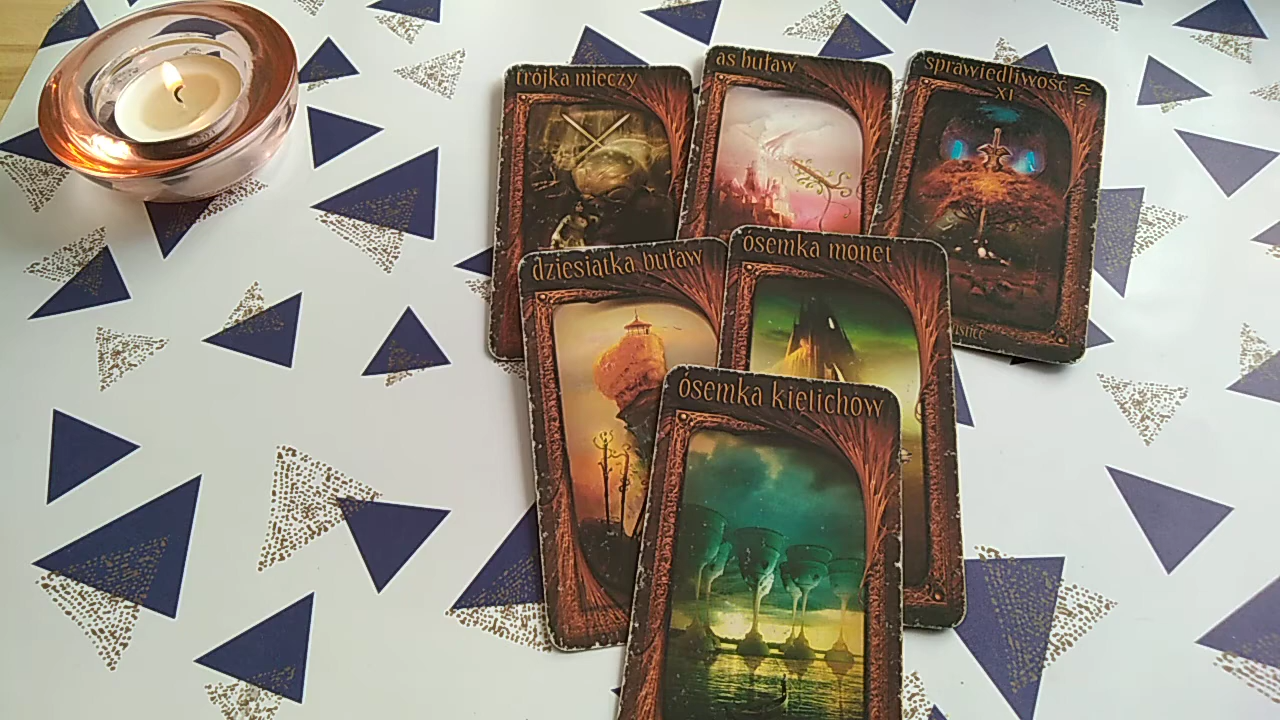 trójka mieczy
as buław
sprawiedliwość
XI
dziesiątka buław
ósemka monet
ósemka kielichów